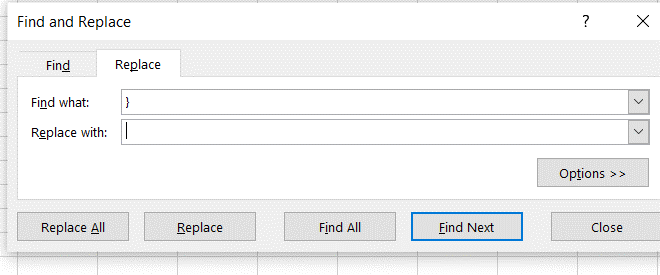 Find and Replace ?
Find Replace
Find what: }
Replace with:
Options >>
Replace All Replace Find All Find Next Close